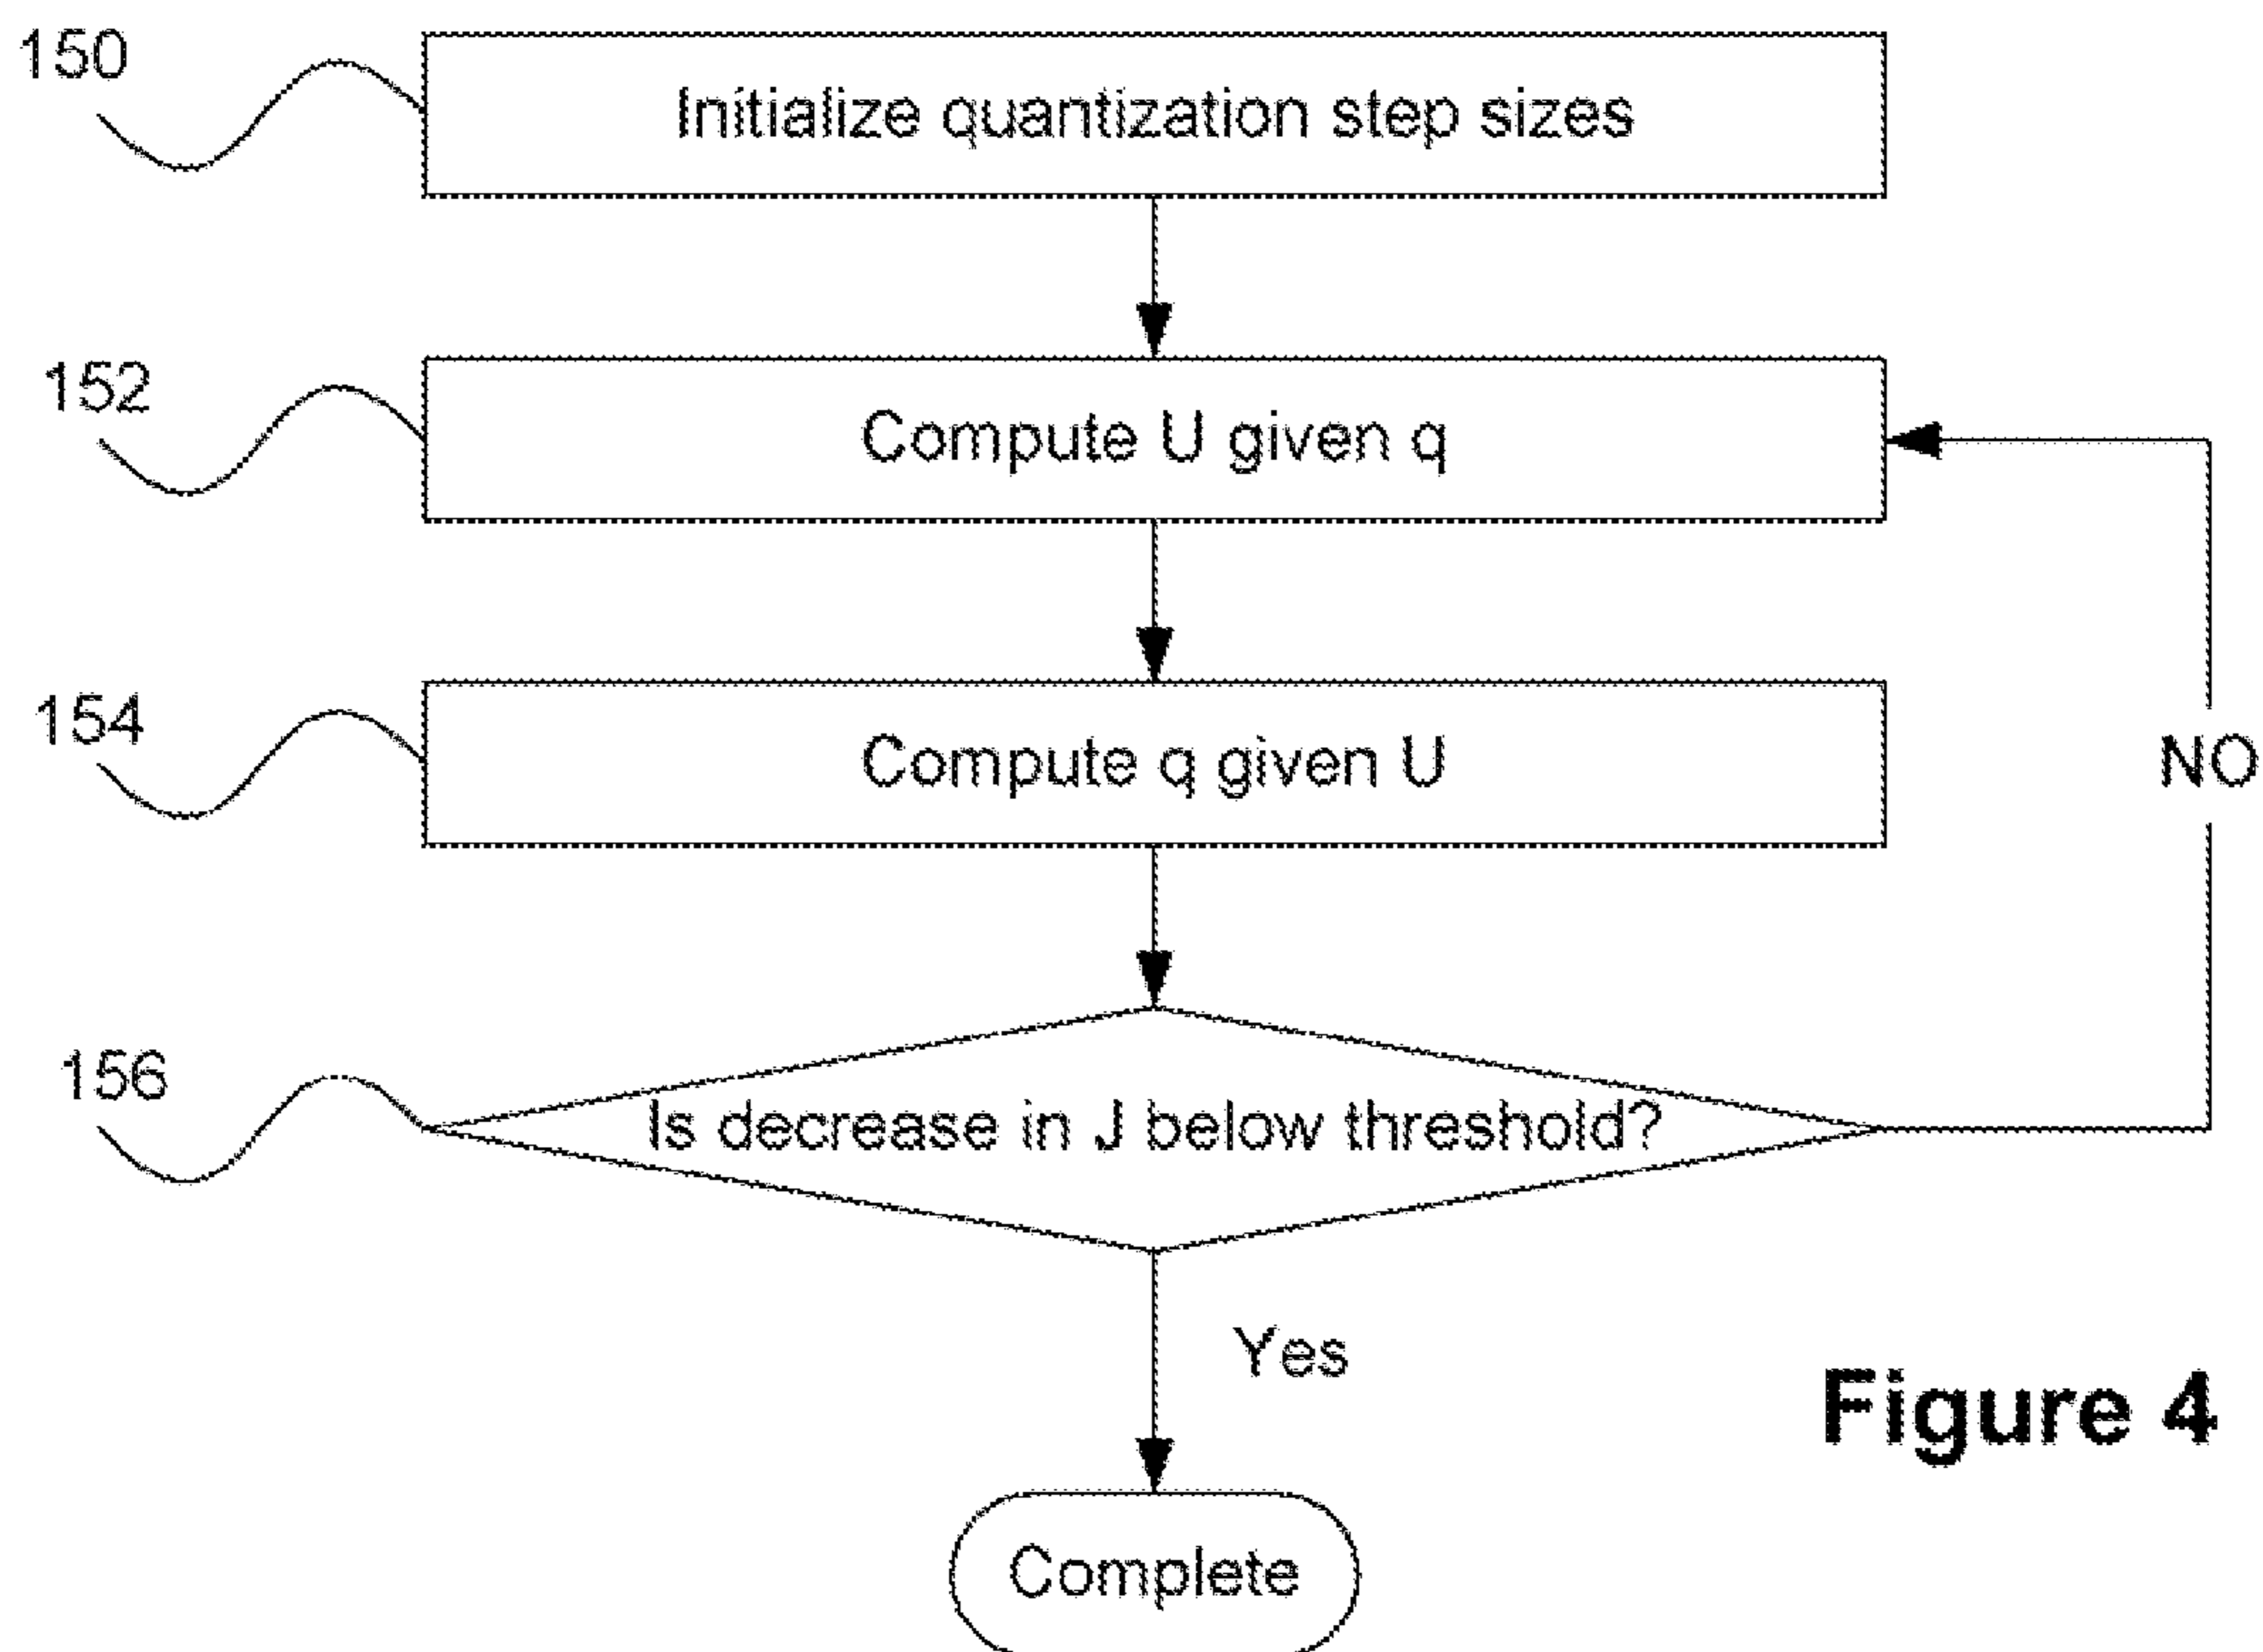 150
Initialize quantization step sizes
152
Compute U given q
154
Compute q given U
NO
156
Is decrease in J below threshold?
Yes
Figure 4
Complete